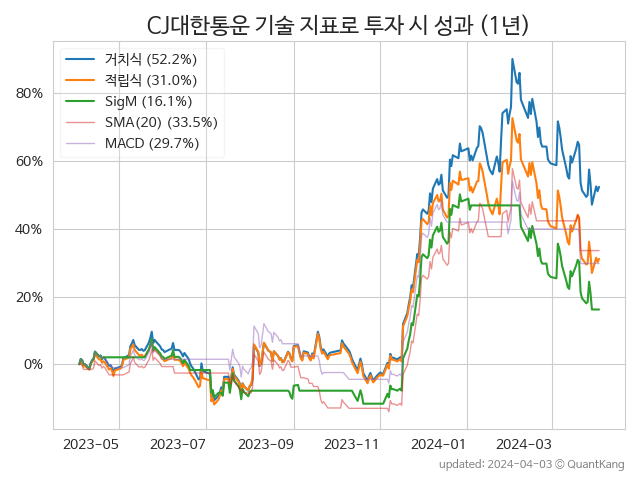 CJ대한통운 기술 지표로 투자 시 성과 (1년)
거치식 (52.2%)
적립식 (31.0%)
SigM (16.1%)
SMA(20) (33.5%)
MACD (29.7%)
80%
60%
40%
20%
0%
2023-05 2023-07 2023-09 2023-11 2024-01 2024-03
updated: 2024-04-03 © QuantKang